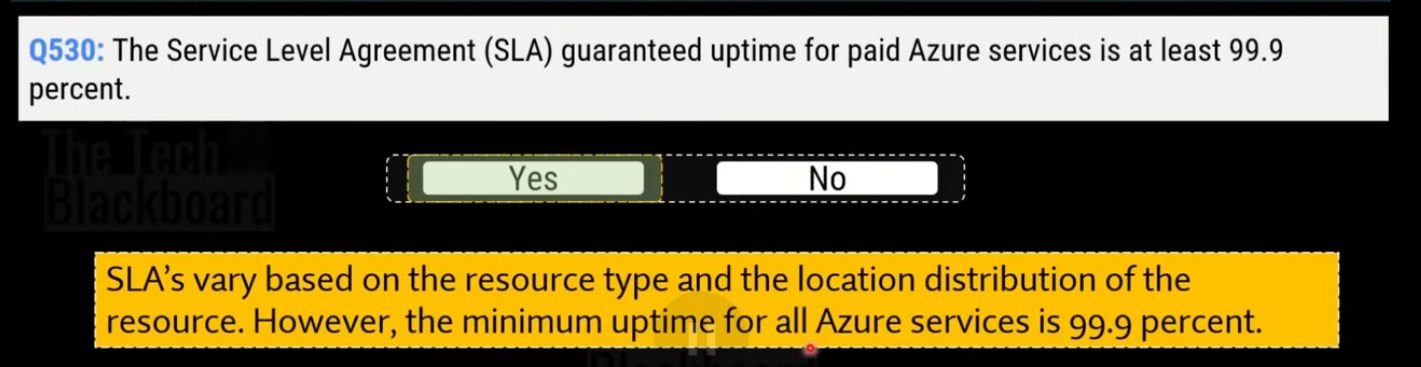 Q530: The Service Level Agreement (SLA) guaranteed uptime for paid Azure services is at least 99.9
percent.
The Tech
Blackboard
Yes No
SLA's vary based on the resource type and the location distribution of the
resource. However, the minimum uptime for all Azure services is 99.9 percent.
Blackboard